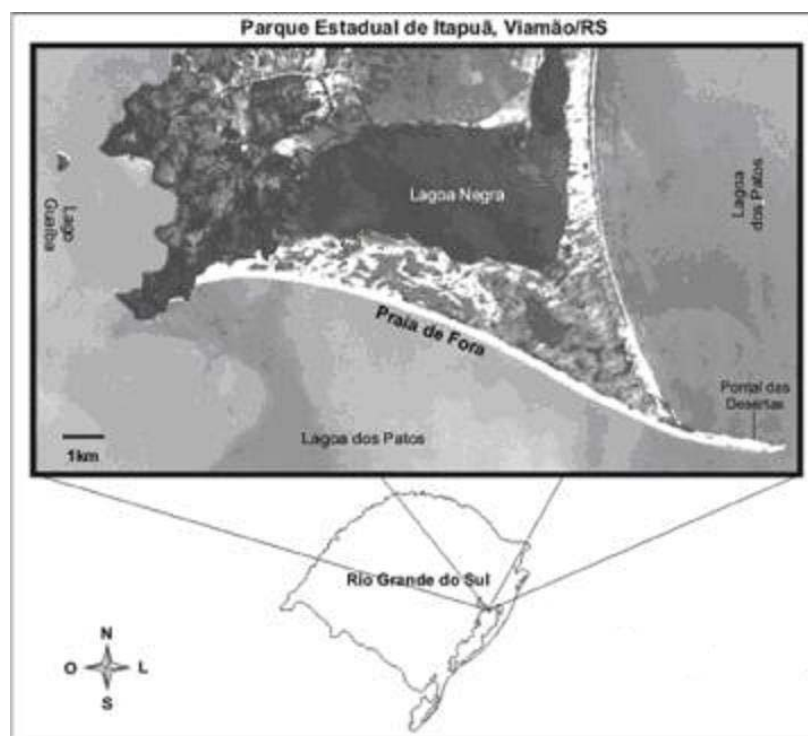 Parque Estadual de Itapuã, Viamão/RS
Lagoa Negra
Lago
Guaíba
Lagoa
dos Patos
Praia de Fora
Pontal das
Desertas
Lagoa dos Patos
1km
Rio Grande do Sul
N
O
L
S